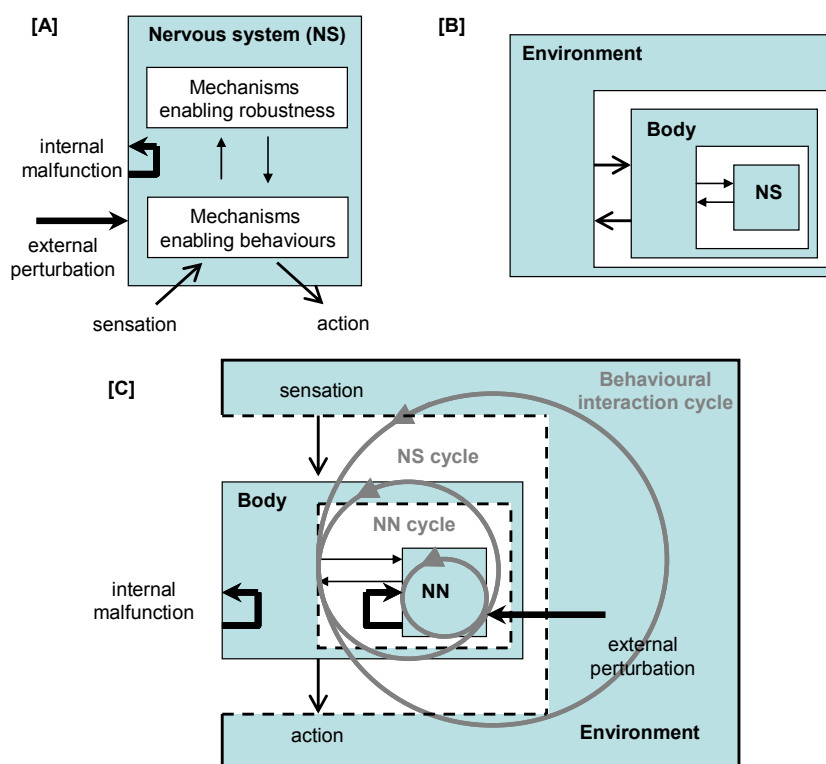 [A]
Nervous system (NS)
Mechanisms
enabling robustness
internal
malfunction
Mechanisms
enabling behaviours
external
perturbation
sensation
action
[B]
Environment
Body
NS
[C]
sensation
Behavioural
interaction cycle
NS cycle
Body
NN cycle
NN
internal
malfunction
external
perturbation
action
Environment